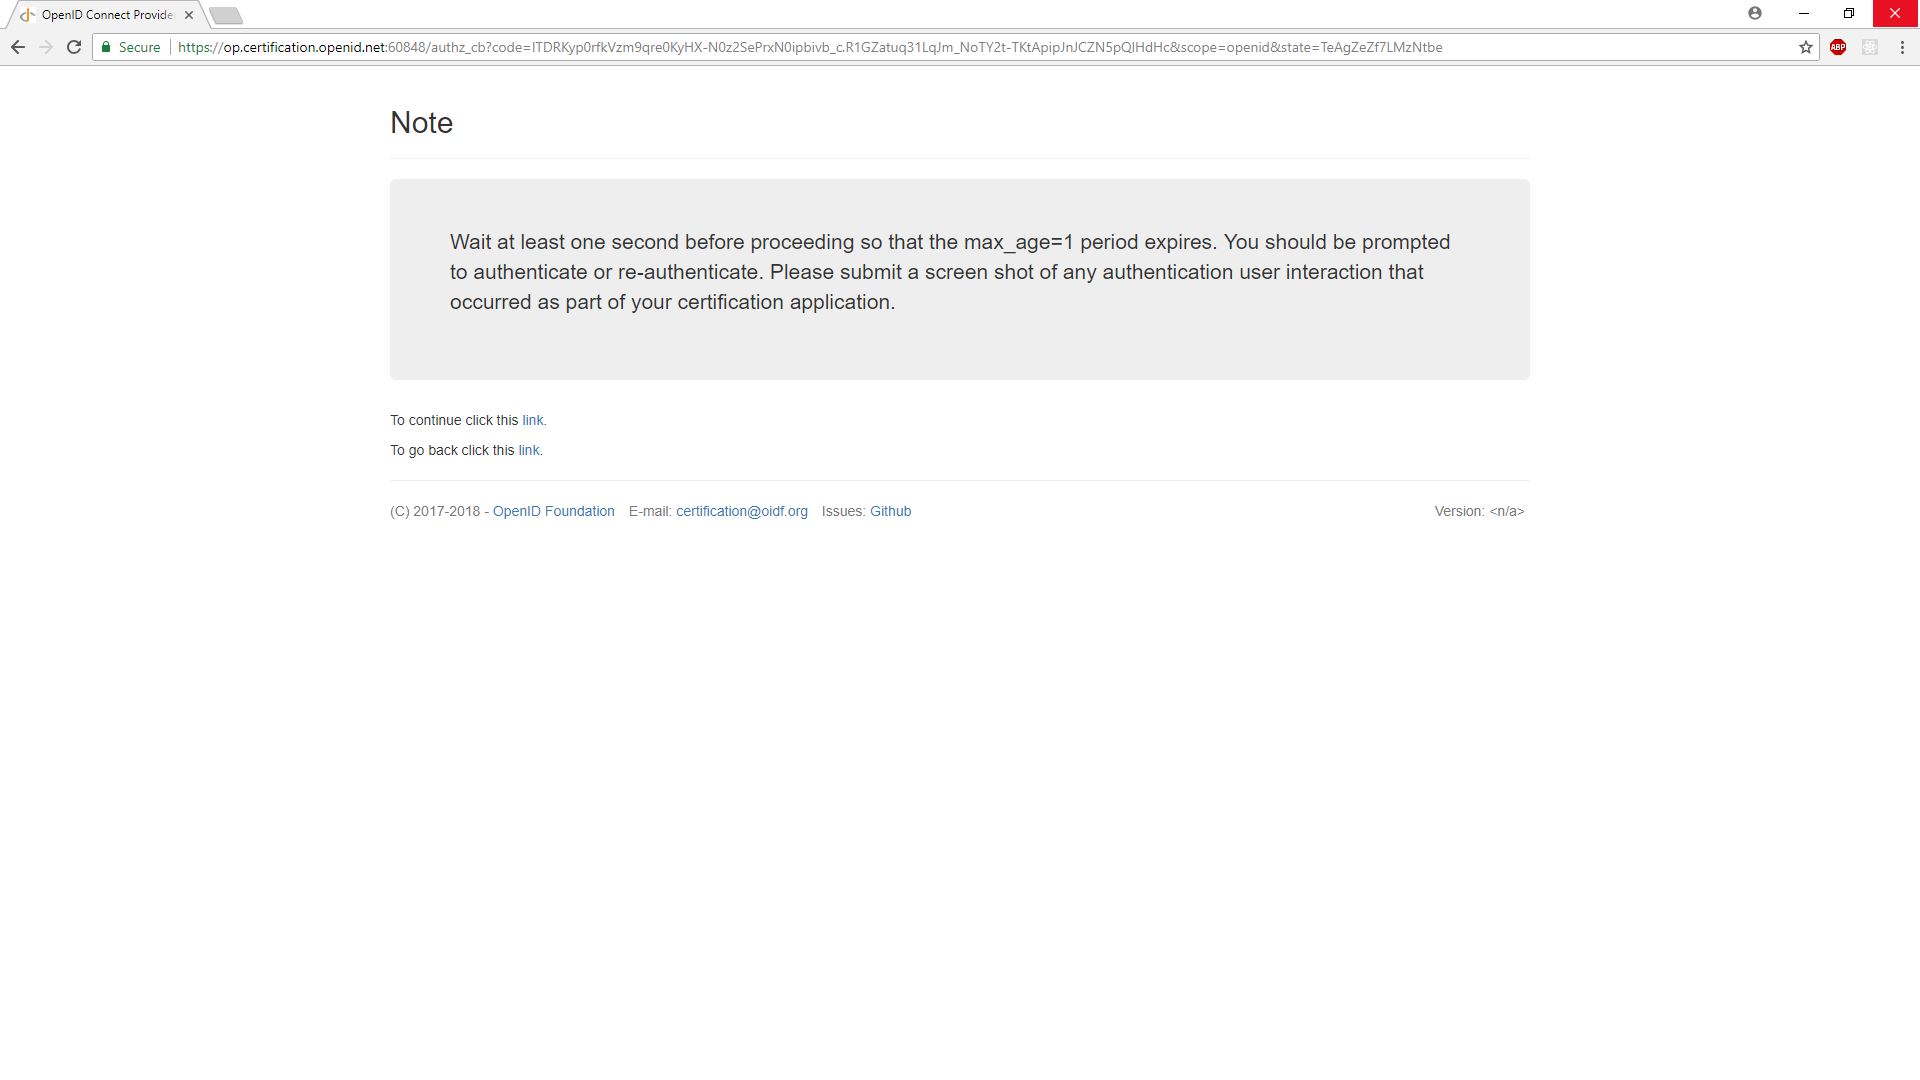 OpenID Connect Provide
Secure https://op.certification.openid.net:60848/authz_cb?code=ITDRKyp0rfkVzm9qre0KyHX-N0z2SePrxN0ipbivb_c.R1GZatuq31LqJm_NoTY2t-TKtApipJnJCZN5pQlHdHc&scope=openid&state=TeAgZeZf7LMzNtbe
ABP
Note
Wait at least one second before proceeding so that the max_age=1 period expires. You should be prompted
to authenticate or re-authenticate. Please submit a screen shot of any authentication user interaction that
occurred as part of your certification application.
To continue click this link.
To go back click this link.
(C) 2017-2018 - OpenID Foundation E-mail: certification@oidf.org Issues: Github Version: <n/a>